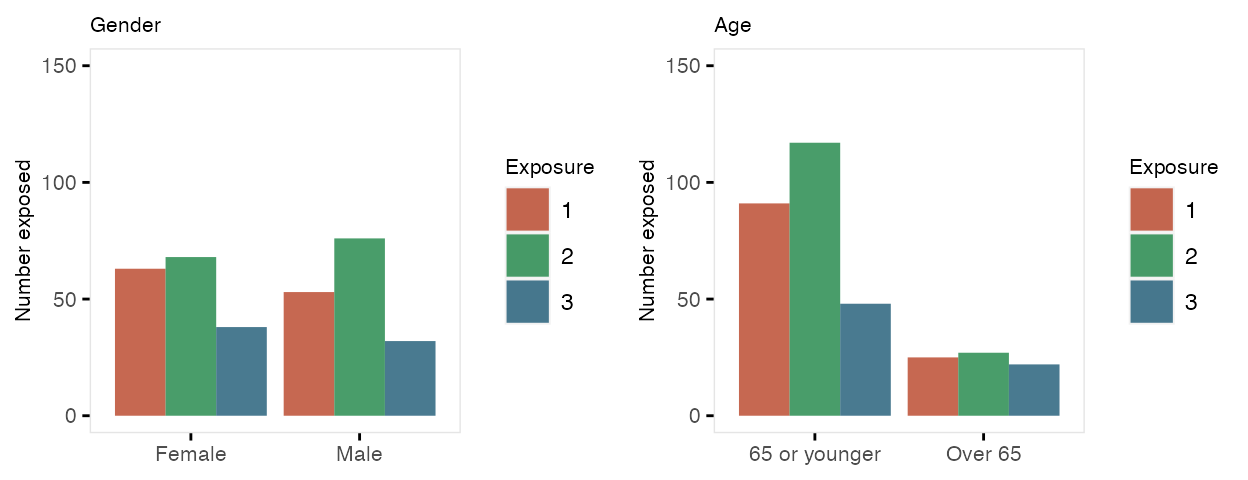 Gender
150
100
50
0
Number exposed
Female Male
Exposure
1
2
3
Age
150
100
50
0
Number exposed
65 or younger Over 65
Exposure
1
2
3